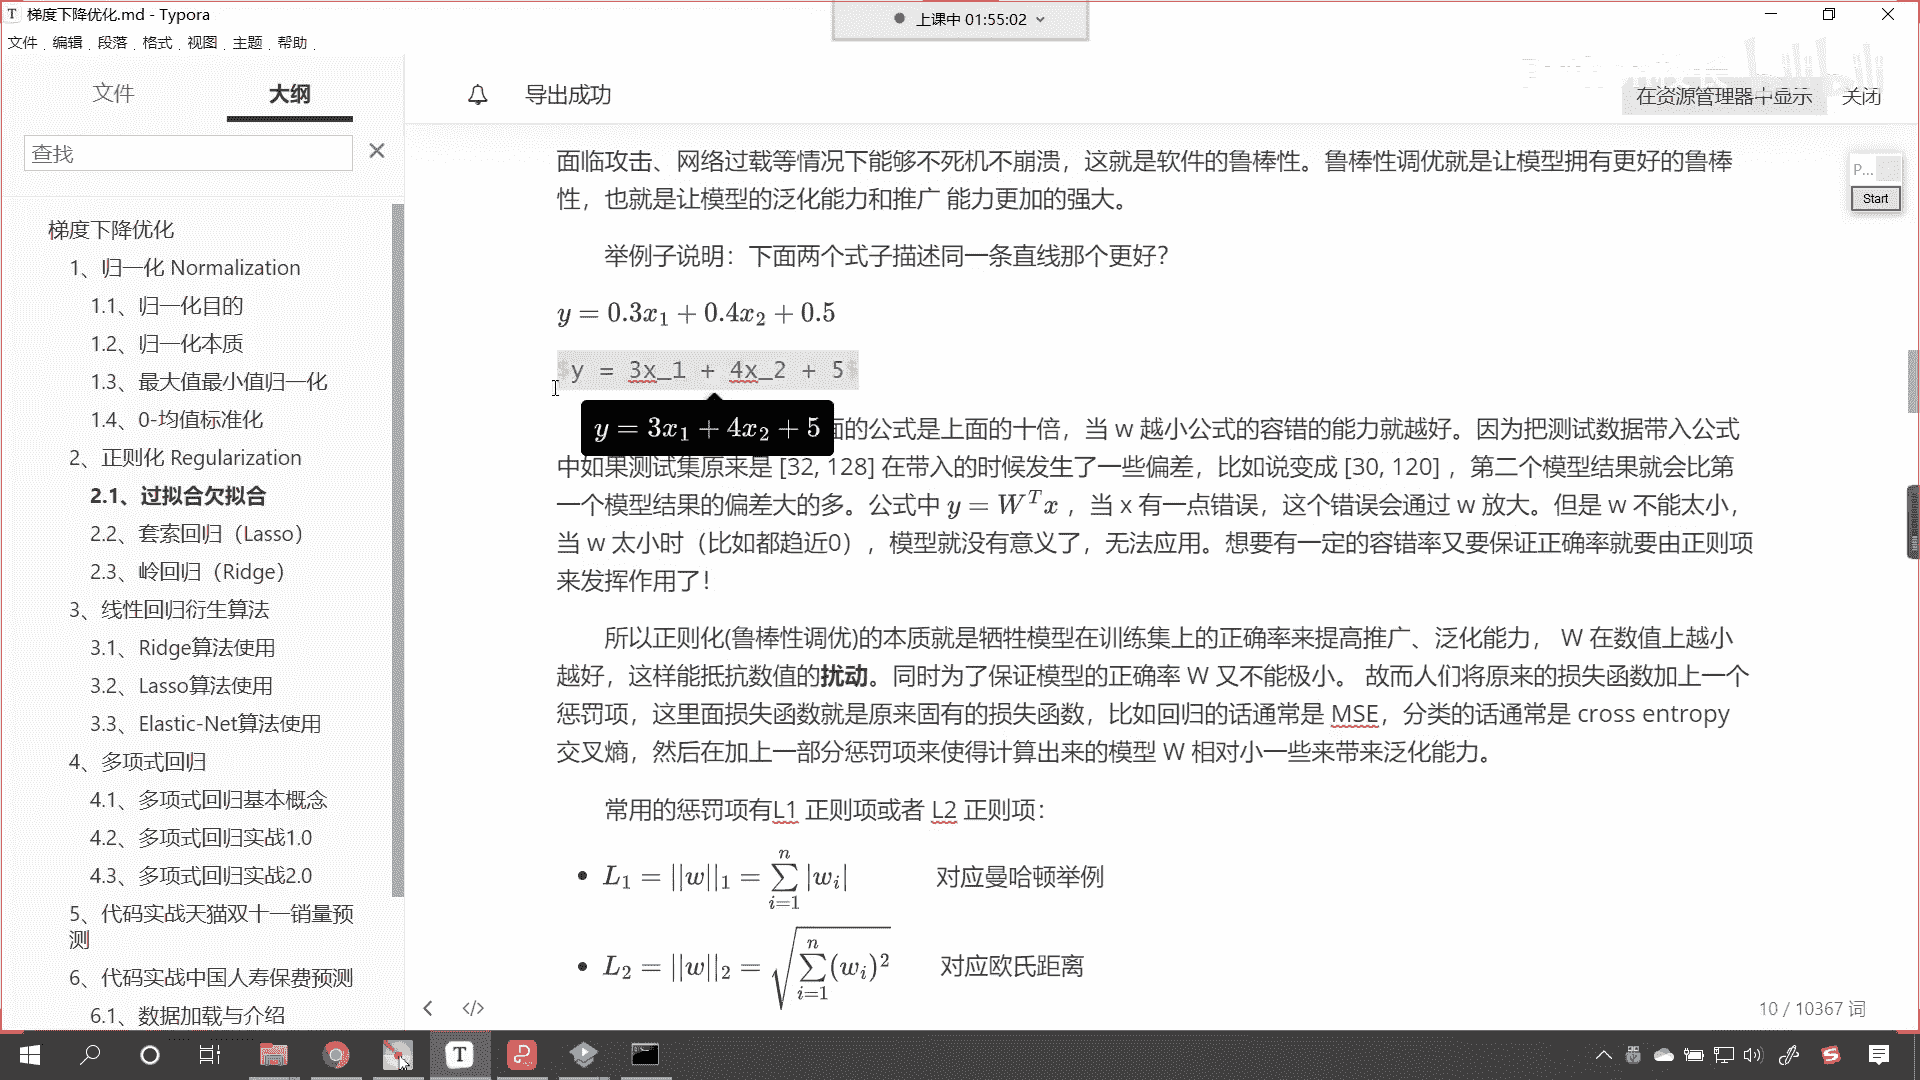 梯度下降优化.md - Typora
上课中 01:55:02
文件 编辑 段落 格式 视图 主题 帮助
文件 大纲
查找
梯度下降优化
1、归一化 Normalization
1.1、归一化目的
1.2、归一化本质
1.3、最大值最小值归一化
1.4、0-均值标准化
2、正则化 Regularization
2.1、过拟合欠拟合
2.2、套索回归（Lasso）
2.3、岭回归（Ridge）
3、线性回归衍生算法
3.1、Ridge算法使用
3.2、Lasso算法使用
3.3、Elastic-Net算法使用
4、多项式回归
4.1、多项式回归基本概念
4.2、多项式回归实战1.0
4.3、多项式回归实战2.0
5、代码实战天猫双十一销量预
测
6、代码实战中国人寿保费预测
6.1、数据加载与介绍
导出成功
在资源管理器中显示 关闭
P...
Start
面临攻击、网络过载等情况下能够不死机不崩溃，这就是软件的鲁棒性。鲁棒性调优就是让模型拥有更好的鲁棒
性，也就是让模型的泛化能力和推广 能力更加的强大。
举例子说明：下面两个式子描述同一条直线那个更好？
y = 0.3x₁ + 0.4x₂ + 0.5
$y = 3x_1 + 4x_2 + 5$
y = 3x₁ + 4x₂ + 5
面的公式是上面的十倍，当 w 越小公式的容错的能力就越好。因为把测试数据带入公式
中如果测试集原来是 [32, 128] 在带入的时候发生了一些偏差，比如说变成 [30, 120] ，第二个模型结果就会比第
一个模型结果的偏差大的多。公式中 y = Wᵀx ，当 x 有一点错误，这个错误会通过 w 放大。但是 w 不能太小，
当 w 太小时（比如都趋近0），模型就没有意义了，无法应用。想要有一定的容错率又要保证正确率就要由正则项
来发挥作用了！
所以正则化(鲁棒性调优)的本质就是牺牲模型在训练集上的正确率来提高推广、泛化能力， W 在数值上越小
越好，这样能抵抗数值的扰动。同时为了保证模型的正确率 W 又不能极小。 故而人们将原来的损失函数加上一个
惩罚项，这里面损失函数就是原来固有的损失函数，比如回归的话通常是 MSE，分类的话通常是 cross entropy
交叉熵，然后在加上一部分惩罚项来使得计算出来的模型 W 相对小一些来带来泛化能力。
常用的惩罚项有L1 正则项或者 L2 正则项：
• L₁ = ||w||₁ = ∑ᵢ₌₁ⁿ |wᵢ| 对应曼哈顿举例
• L₂ = ||w||₂ = √(∑ᵢ₌₁ⁿ (wᵢ)²) 对应欧氏距离
</> 10 / 10367 词